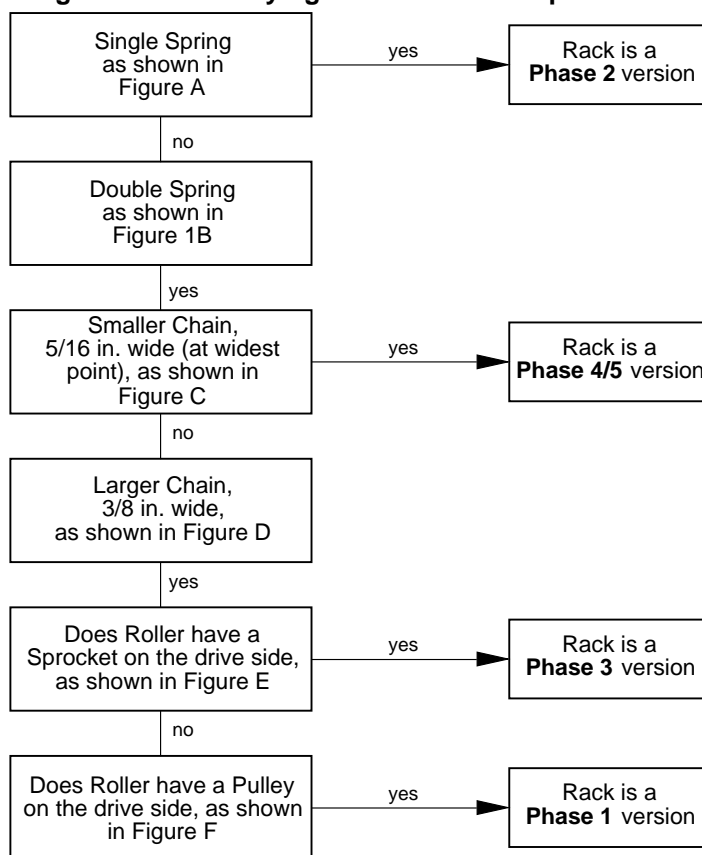 Single Spring
as shown in
Figure A
yes
Rack is a
Phase 2 version
no
Double Spring
as shown in
Figure 1B
yes
Smaller Chain,
5/16 in. wide (at widest
point), as shown in
Figure C
yes
Rack is a
Phase 4/5 version
no
Larger Chain,
3/8 in. wide,
as shown in Figure D
yes
Does Roller have a
Sprocket on the drive side,
as shown in Figure E
yes
Rack is a
Phase 3 version
no
Does Roller have a Pulley
on the drive side, as shown
in Figure F
yes
Rack is a
Phase 1 version